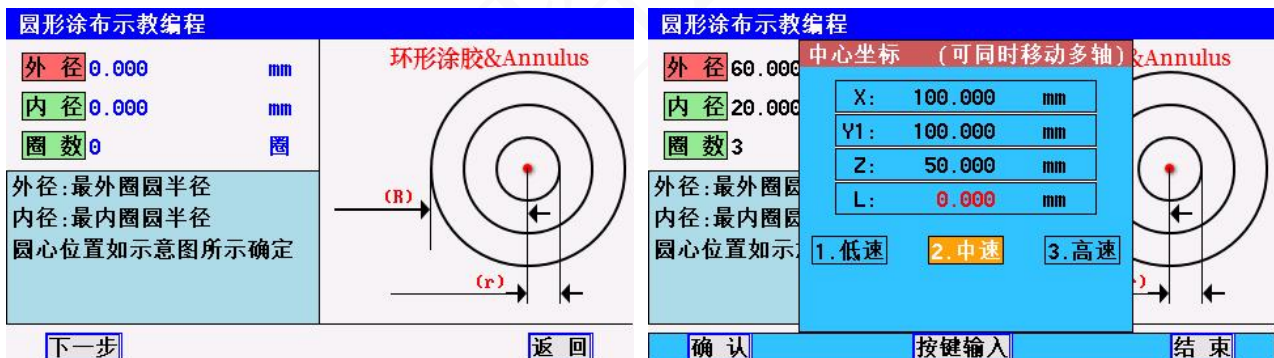 圆形涂布示教编程
外 径 0.000 mm
内 径 0.000 mm
圈 数 0 圈
外径:最外圈圆半径
内径:最内圈圆半径
圆心位置如示意图所示确定
环形涂胶&Annulus
(R)
(r)
下一步 返 回
圆形涂布示教编程
外 径 60.000
内 径 20.000
圈 数 3
外径:最外圈圆
内径:最内圈圆
圆心位置如示
中心坐标 (可同时移动多轴)
X: 100.000 mm
Y1: 100.000 mm
Z: 50.000 mm
L: 0.000 mm
1.低速 2.中速 3.高速
&Annulus
)
确 认 按键输入 结 束